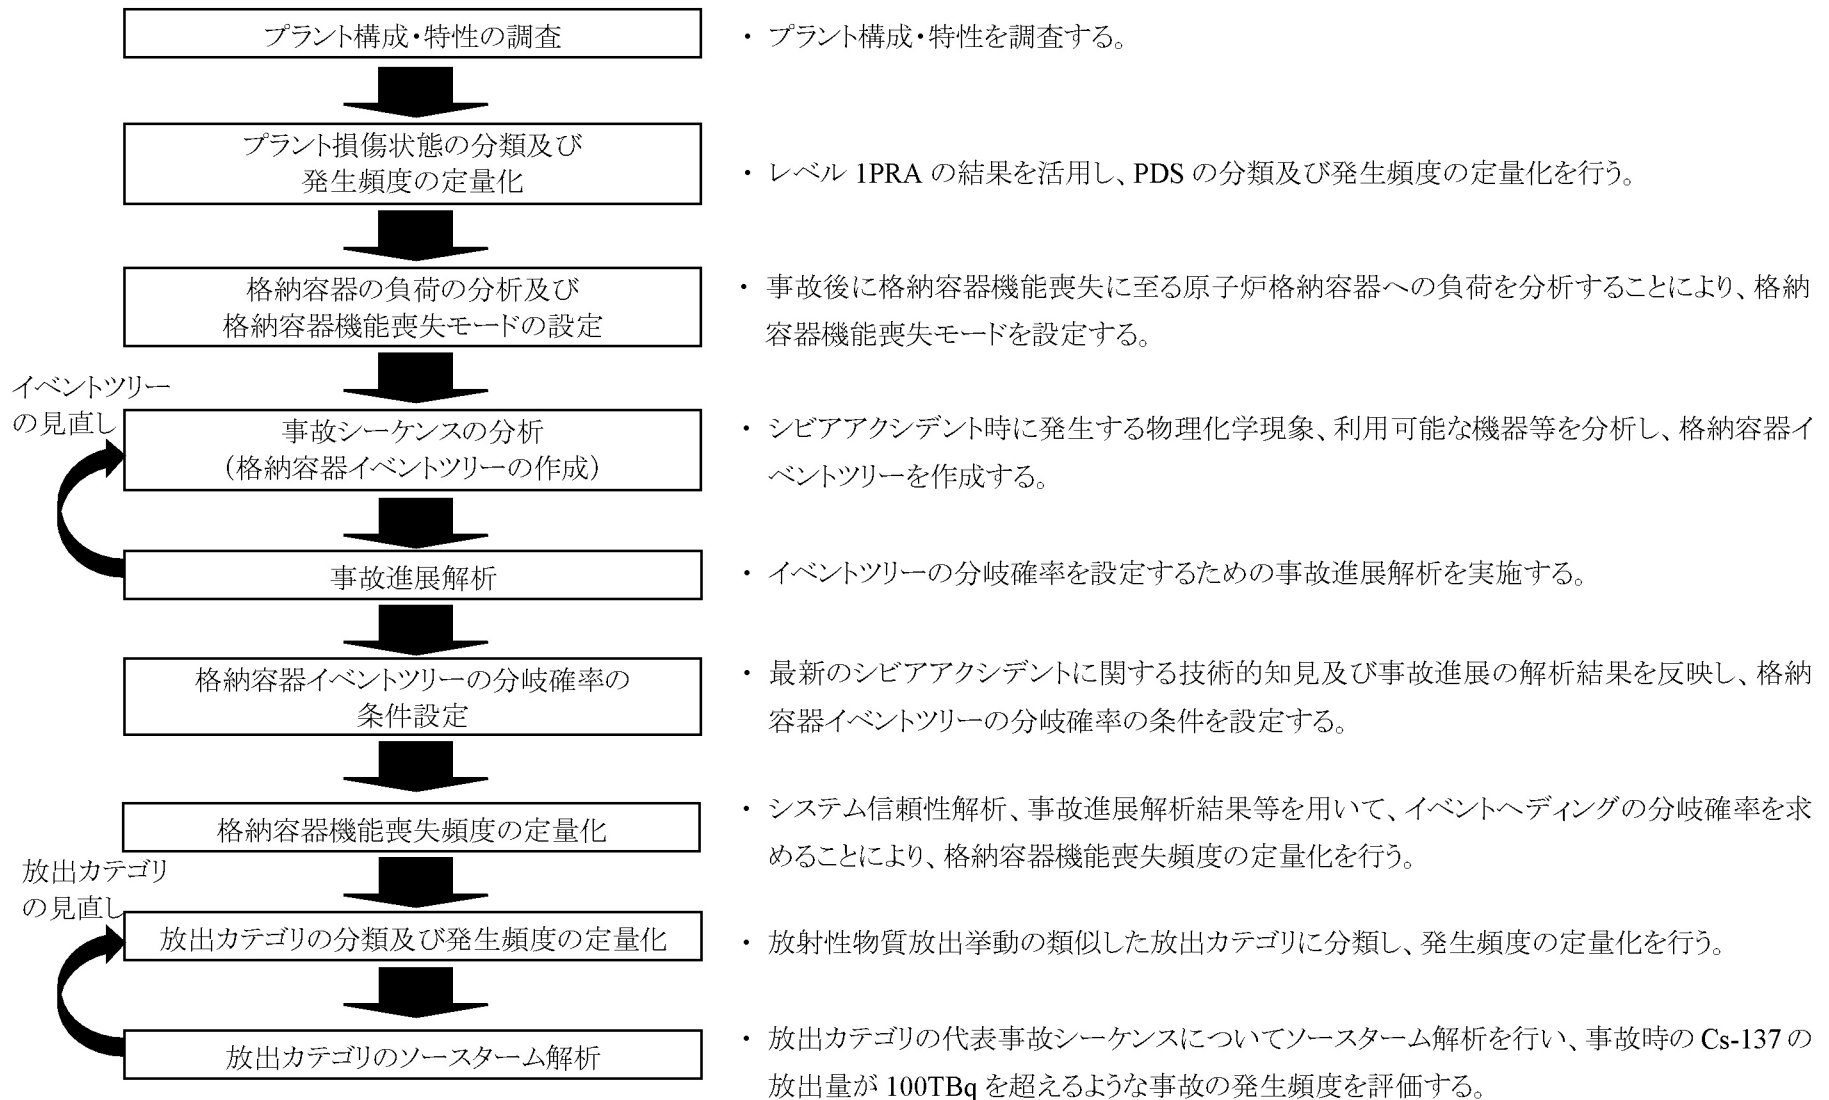 プラント構成・特性の調査
・ プラント構成・特性を調査する。
プラント損傷状態の分類及び
発生頻度の定量化
・ レベル 1PRA の結果を活用し、PDS の分類及び発生頻度の定量化を行う。
格納容器の負荷の分析及び
格納容器機能喪失モードの設定
・ 事故後に格納容器機能喪失に至る原子炉格納容器への負荷を分析することにより、格納
容器機能喪失モードを設定する。
イベントツリー
の見直し
事故シーケンスの分析
（格納容器イベントツリーの作成）
・ シビアアクシデント時に発生する物理化学現象、利用可能な機器等を分析し、格納容器イ
ベントツリーを作成する。
事故進展解析
・ イベントツリーの分岐確率を設定するための事故進展解析を実施する。
格納容器イベントツリーの分岐確率の
条件設定
・ 最新のシビアアクシデントに関する技術的知見及び事故進展の解析結果を反映し、格納
容器イベントツリーの分岐確率の条件を設定する。
格納容器機能喪失頻度の定量化
・ システム信頼性解析、事故進展解析結果等を用いて、イベントヘディングの分岐確率を求
めることにより、格納容器機能喪失頻度の定量化を行う。
放出カテゴリ
の見直し
放出カテゴリの分類及び発生頻度の定量化
・ 放射性物質放出挙動の類似した放出カテゴリに分類し、発生頻度の定量化を行う。
放出カテゴリのソースターム解析
・ 放出カテゴリの代表事故シーケンスについてソースターム解析を行い、事故時の Cs-137 の
放出量が 100TBq を超えるような事故の発生頻度を評価する。